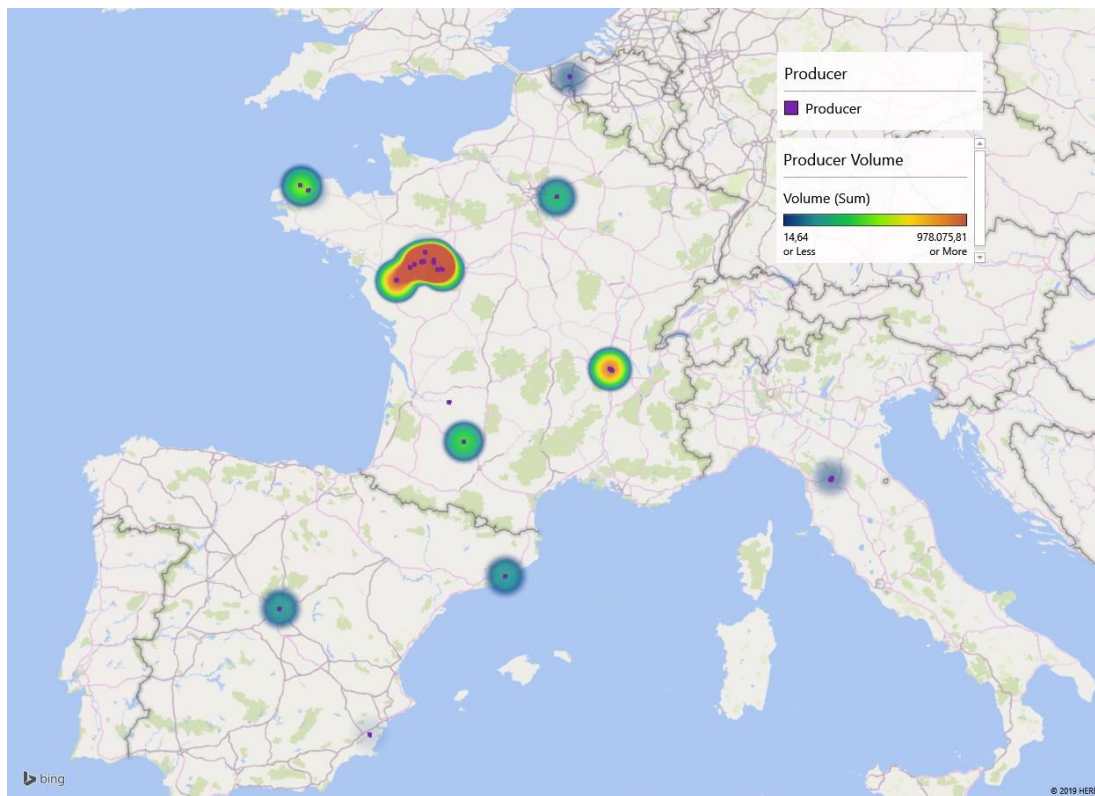 Producer
Producer
Producer Volume
Volume (Sum)
14,64
or Less
978.075,81
or More
bing
© 2019 HERE